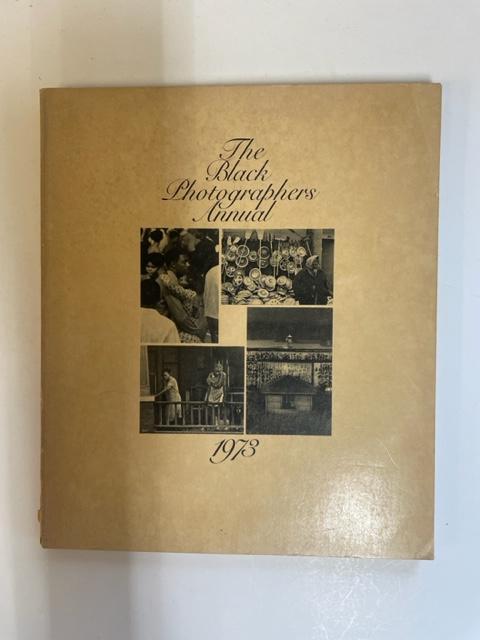 The
Black
Photographers
Annual
1973